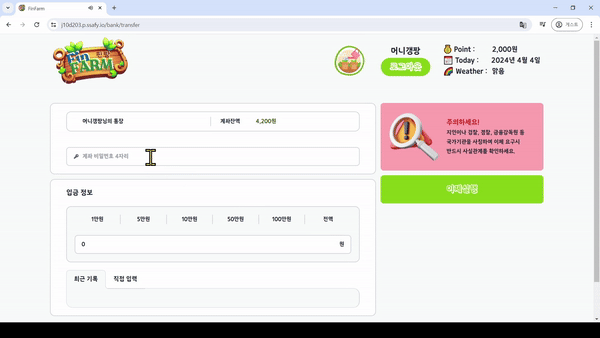 FinFarm
j10d203.p.ssafy.io/bank/transfer
게스트
Fin 팜팜
FARM
머니갱팡
로그아웃
Point : 2,000원
Today : 2024년 4월 4일
Weather : 맑음
머니갱팡님의 통장 계좌잔액 4,200원
계좌 비밀번호 4자리
주의하세요!
지인이나 검찰, 경찰, 금융감독원 등
국가기관을 사칭하여 이체 요구시
반드시 사실관계를 확인하세요.
이체실행
입금 정보
1만원 5만원 10만원 50만원 100만원 전액
0 원
최근 기록 직접 입력